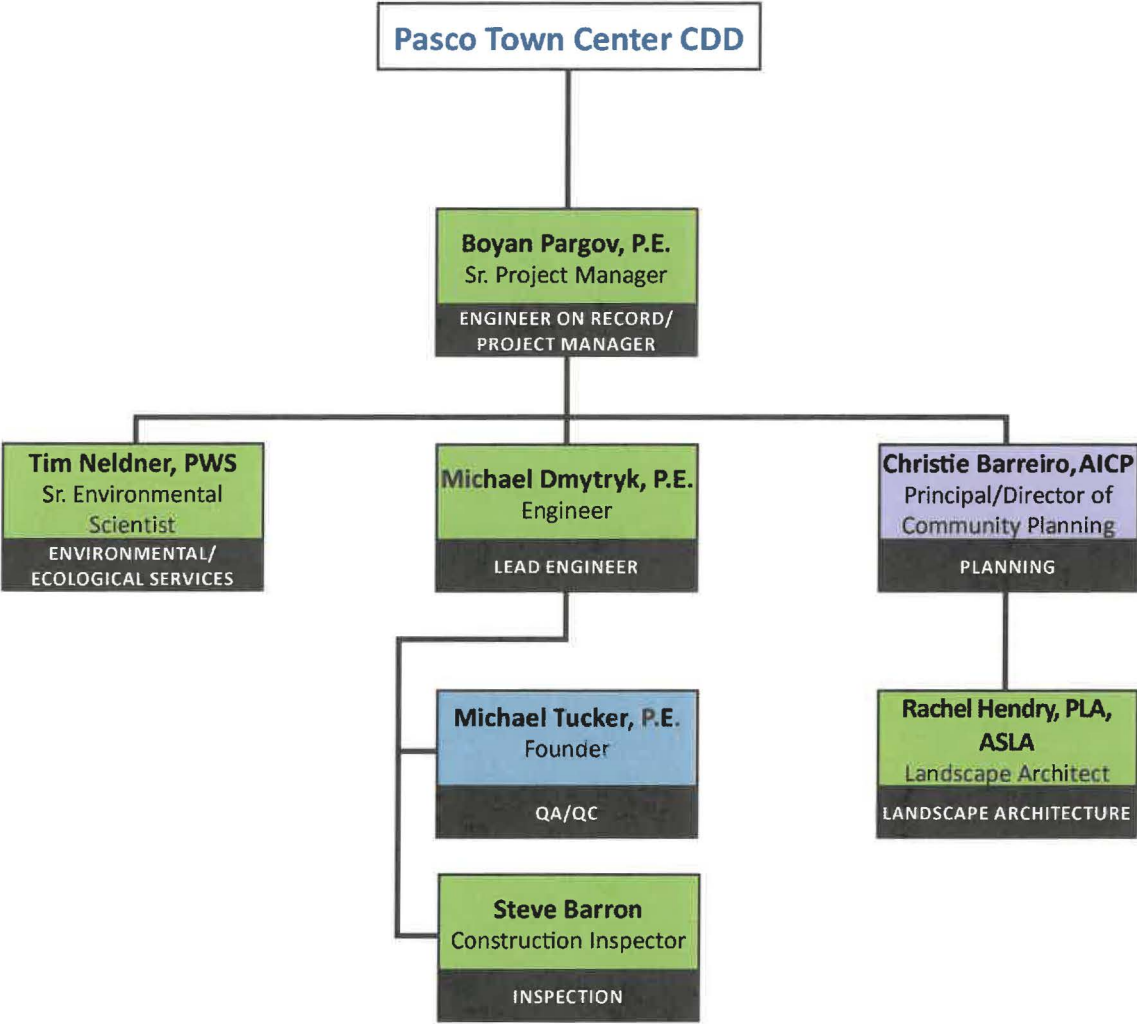 Pasco Town Center CDD
Boyan Pargov, P.E.
Sr. Project Manager
ENGINEER ON RECORD/
PROJECT MANAGER
Tim Neldner, PWS
Sr. Environmental
Scientist
ENVIRONMENTAL/
ECOLOGICAL SERVICES
Michael Dmytryk, P.E.
Engineer
LEAD ENGINEER
Christie Barreiro, AICP
Principal/Director of
Community Planning
PLANNING
Michael Tucker, P.E.
Founder
QA/QC
Rachel Hendry, PLA,
ASLA
Landscape Architect
LANDSCAPE ARCHITECTURE
Steve Barron
Construction Inspector
INSPECTION